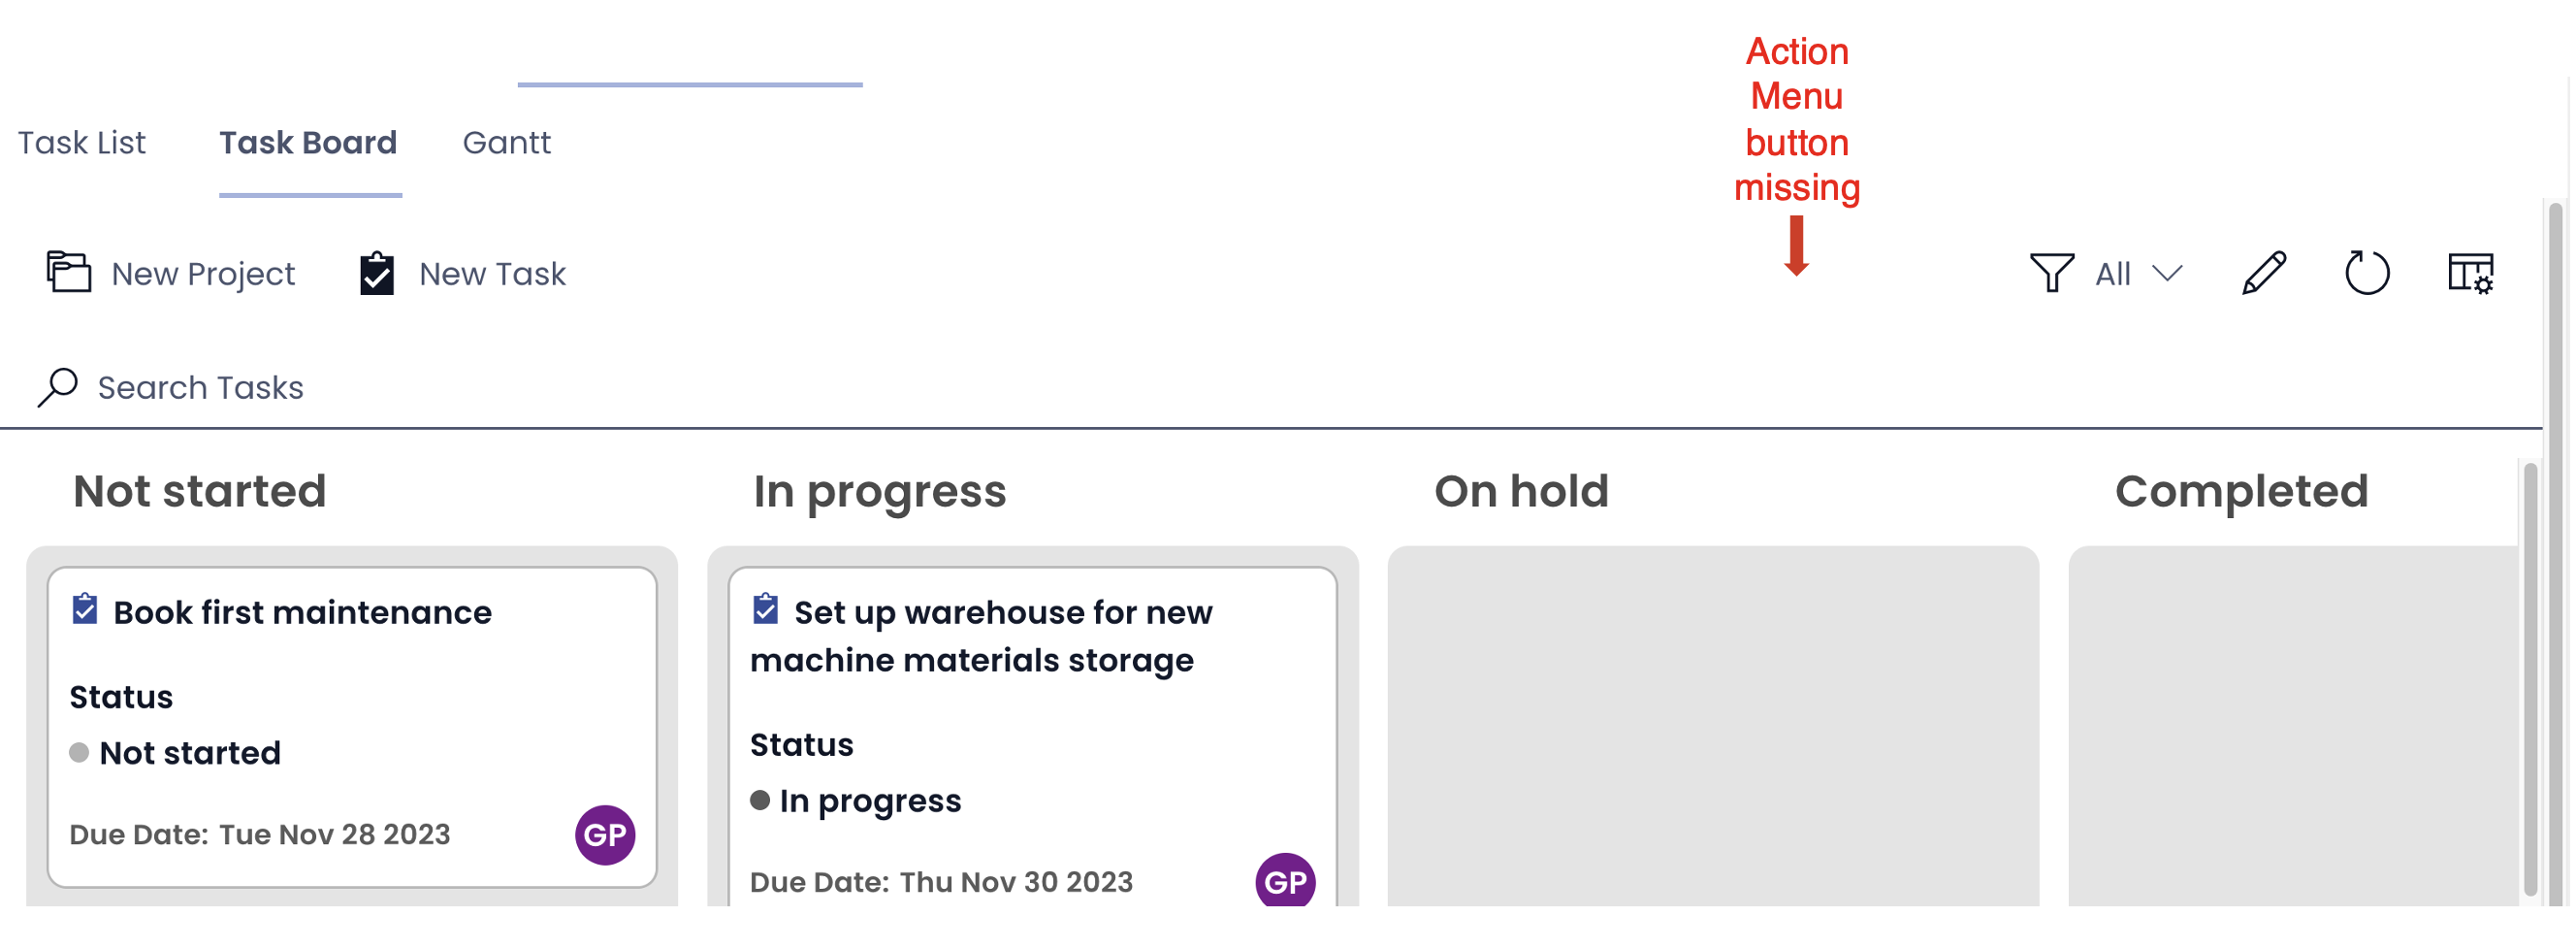 Action
Menu
button
missing
Task List
Task Board
Gantt
New Project
New Task
All
Search Tasks
Not started
In progress
On hold
Completed
Book first maintenance
Status
Not started
Due Date: Tue Nov 28 2023
GP
Set up warehouse for new
machine materials storage
Status
In progress
Due Date: Thu Nov 30 2023
GP